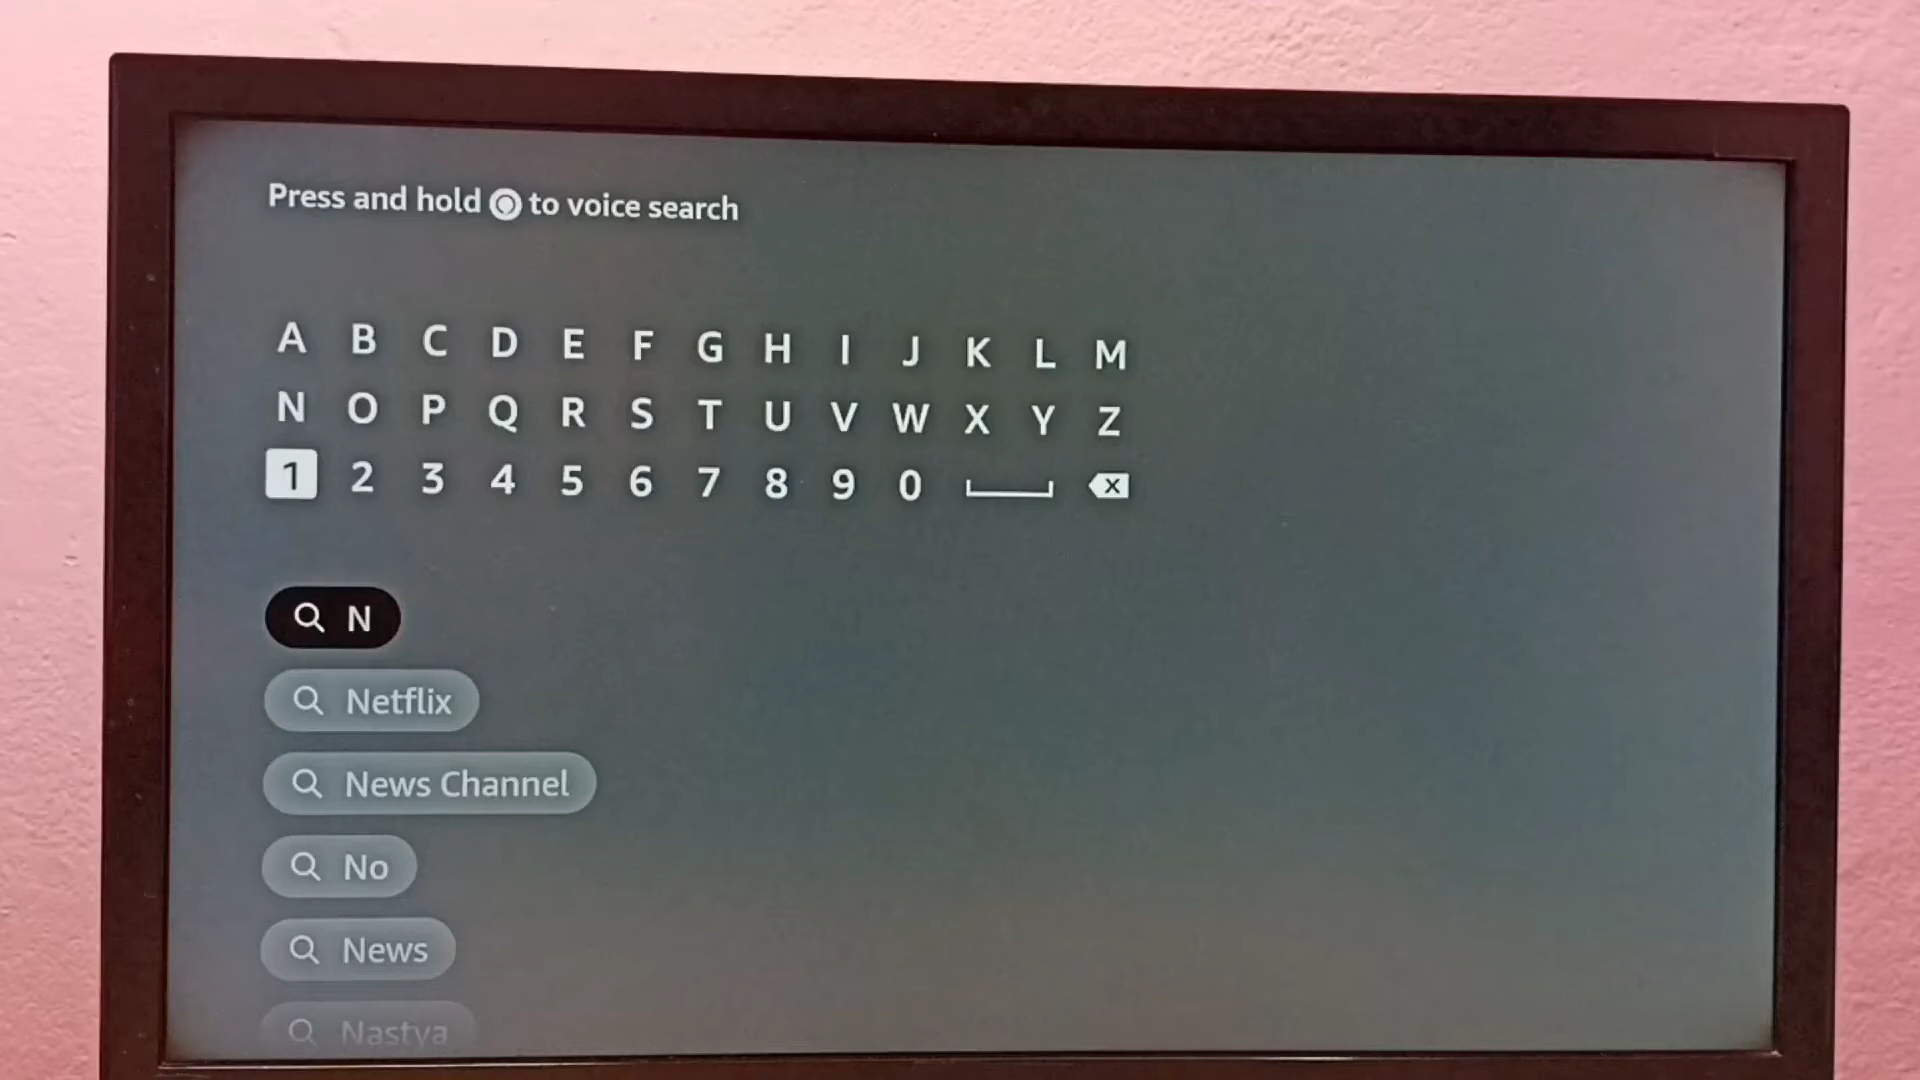 Press and hold to voice search
A B C D E F G H I J K L M
N O P Q R S T U V W X Y Z
1 2 3 4 5 6 7 8 9 0
N
Netflix
News Channel
No
News
Nastya